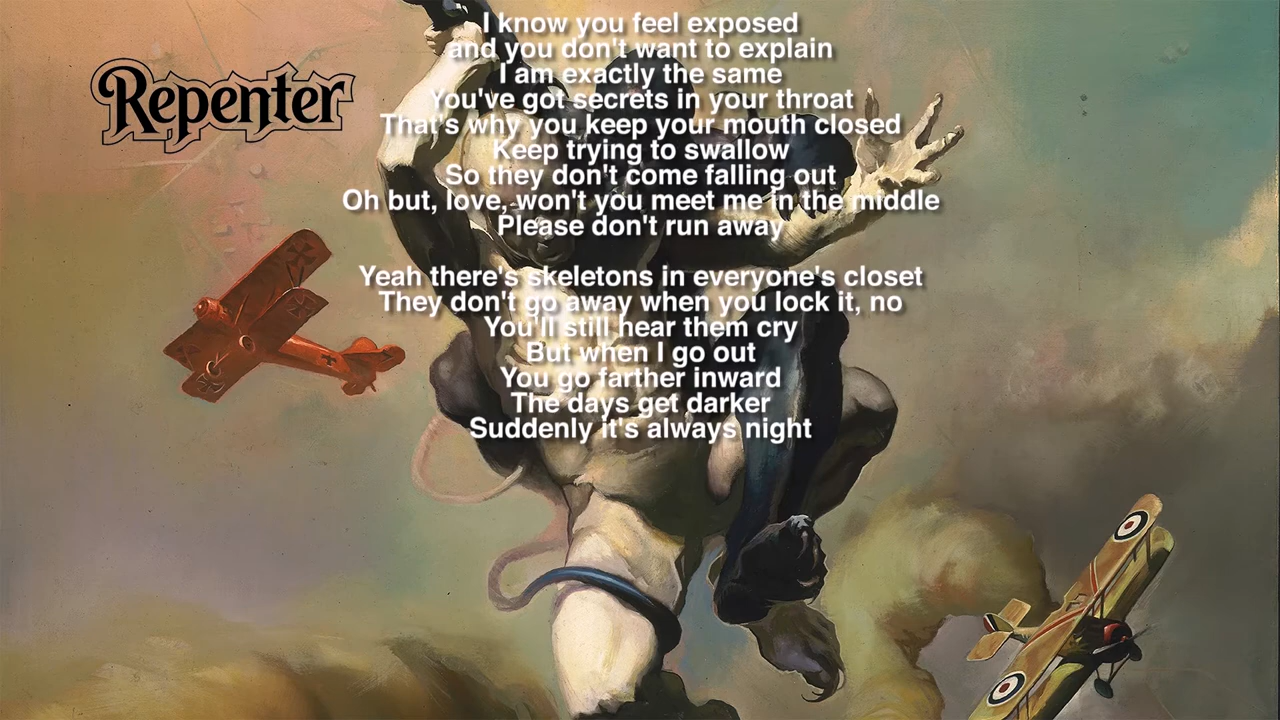 Repenter
I know you feel exposed
and you don't want to explain
I am exactly the same
You've got secrets in your throat
That's why you keep your mouth closed
Keep trying to swallow
So they don't come falling out
Oh but, love, won't you meet me in the middle
Please don't run away
Yeah there's skeletons in everyone's closet
They don't go away when you lock it, no
You'll still hear them cry
But when I go out
You go farther inward
The days get darker
Suddenly it's always night